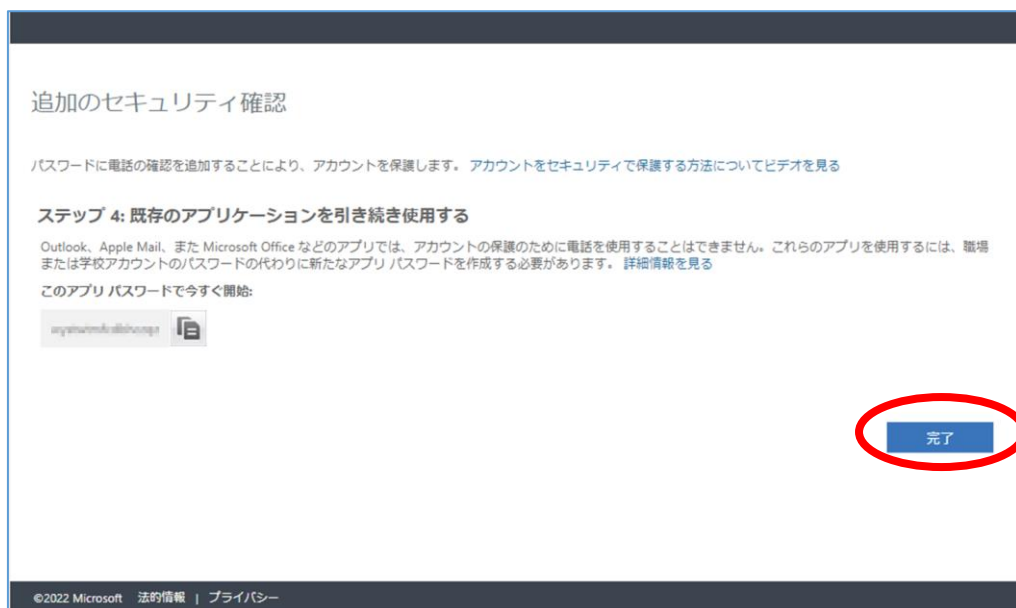 追加のセキュリティ確認
パスワードに電話の確認を追加することにより、アカウントを保護します。 アカウントをセキュリティで保護する方法についてビデオを見る
ステップ 4: 既存のアプリケーションを引き続き使用する
Outlook、Apple Mail、また Microsoft Office などのアプリでは、アカウントの保護のために電話を使用することはできません。これらのアプリを使用するには、職場
または学校アカウントのパスワードの代わりに新たなアプリ パスワードを作成する必要があります。 詳細情報を見る
このアプリ パスワードで今すぐ開始:
完了
©2022 Microsoft 法的情報 | プライバシー